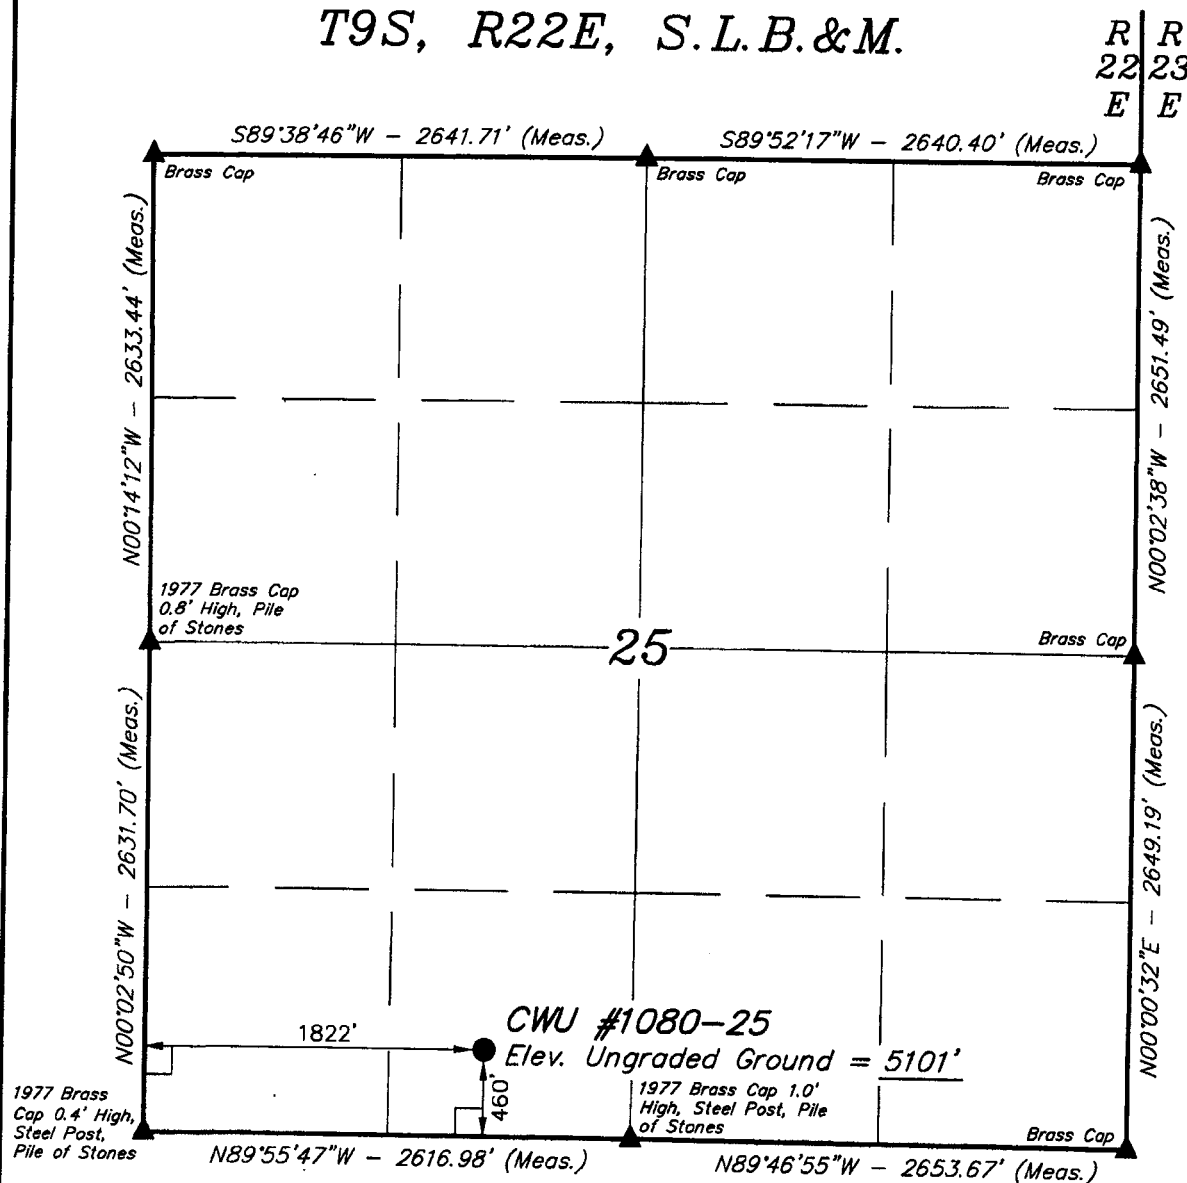 T9S, R22E, S.L.B.&M.
R R
22 23
E E
S89°38'46"W - 2641.71' (Meas.)
S89°52'17"W - 2640.40' (Meas.)
Brass Cap
Brass Cap
Brass Cap
N00°14'12"W - 2633.44' (Meas.)
N00°02'38"W - 2651.49' (Meas.)
1977 Brass Cap
0.8' High, Pile
of Stones
25
Brass Cap
N00°02'50"W - 2631.70' (Meas.)
N00°00'32"E - 2649.19' (Meas.)
CWU #1080-25
Elev. Ungraded Ground = 5101'
1822'
460'
1977 Brass
Cap 0.4' High,
Steel Post,
Pile of Stones
1977 Brass Cap 1.0'
High, Steel Post, Pile
of Stones
Brass Cap
N89°55'47"W - 2616.98' (Meas.)
N89°46'55"W - 2653.67' (Meas.)